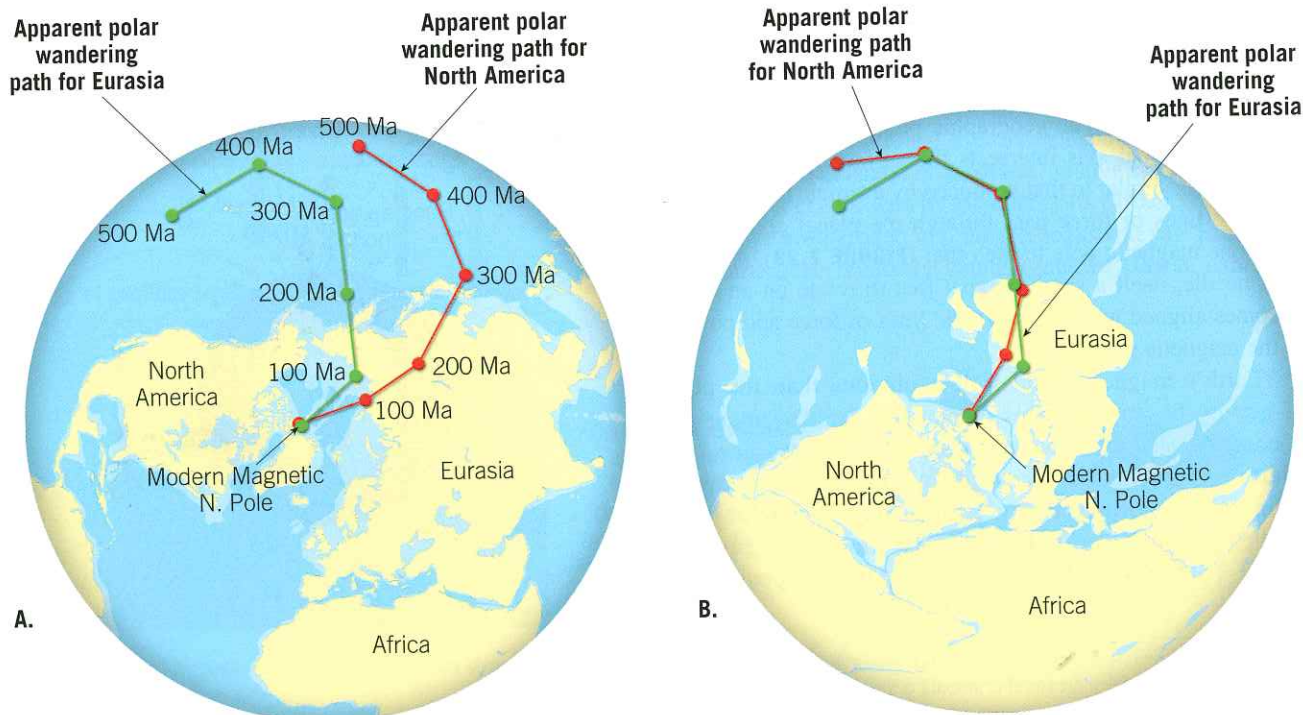 Apparent polar
wandering
path for Eurasia
Apparent polar
wandering path for
North America
500 Ma
400 Ma
300 Ma
200 Ma
100 Ma
500 Ma
400 Ma
300 Ma
200 Ma
100 Ma
North
America
Modern Magnetic
N. Pole
Eurasia
Africa
A.
Apparent polar
wandering path
for North America
Apparent polar
wandering
path for Eurasia
Eurasia
North
America
Modern Magnetic
N. Pole
Africa
B.